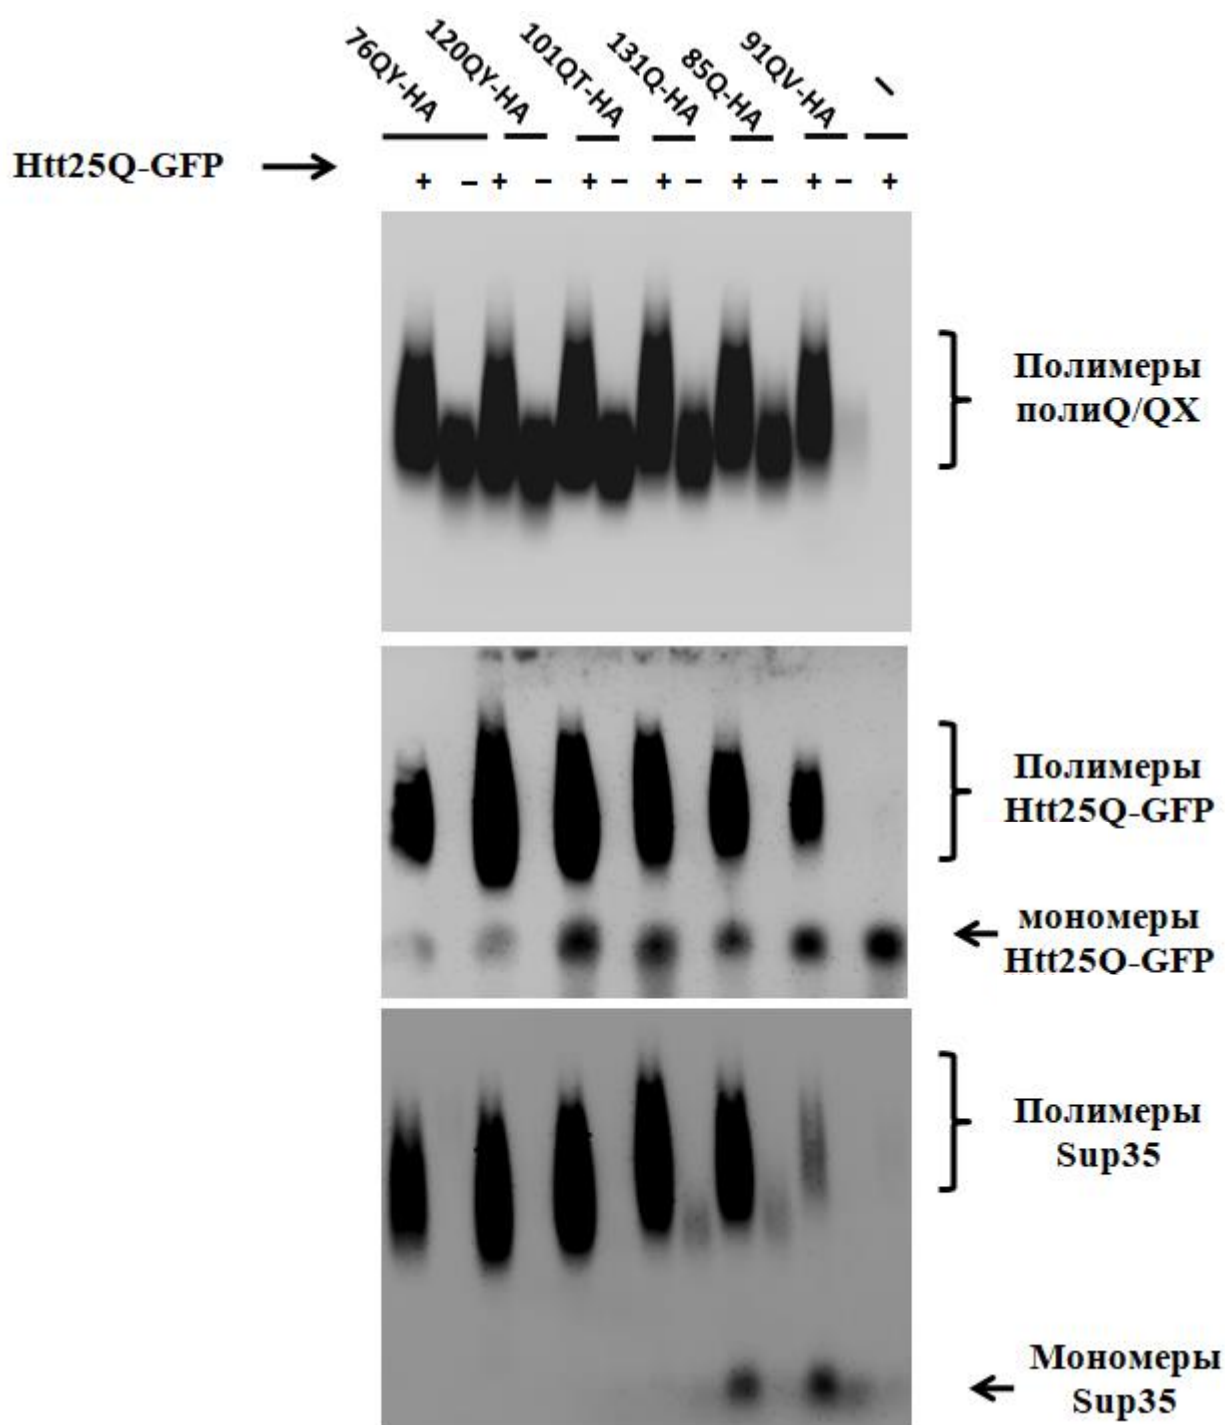 76QY-HA
120QY-HA
101QT-HA
131Q-HA
85Q-HA
91QV-HA
–
Htt25Q-GFP
+ – + – + – + – + – + – +
Полимеры
полиQ/QX
Полимеры
Htt25Q-GFP
мономеры
Htt25Q-GFP
Полимеры
Sup35
Мономеры
Sup35